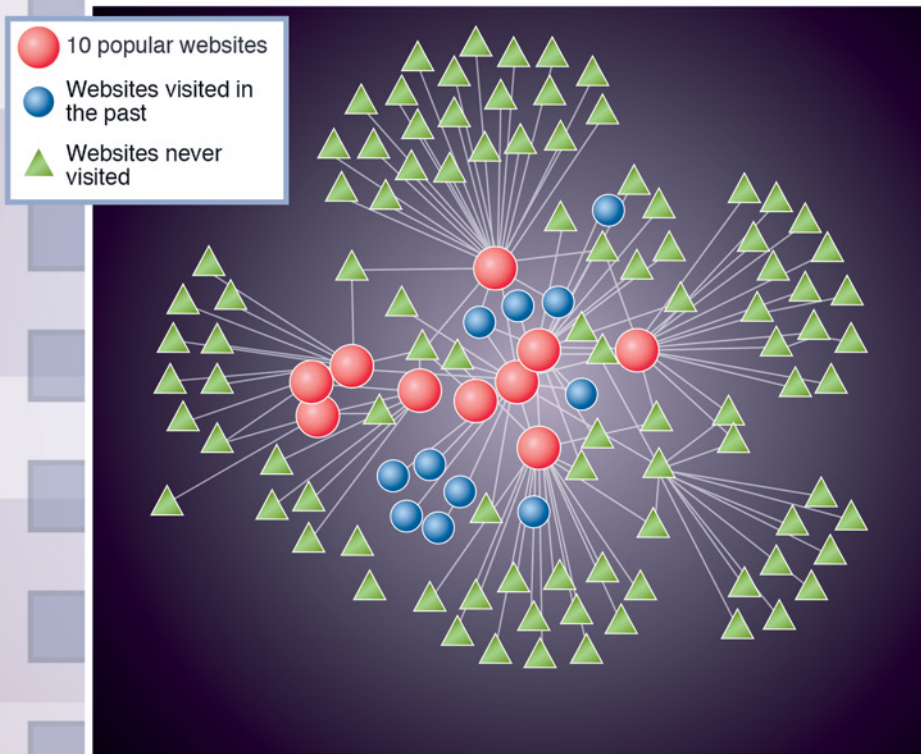 10 popular websites
Websites visited in
the past
Websites never
visited